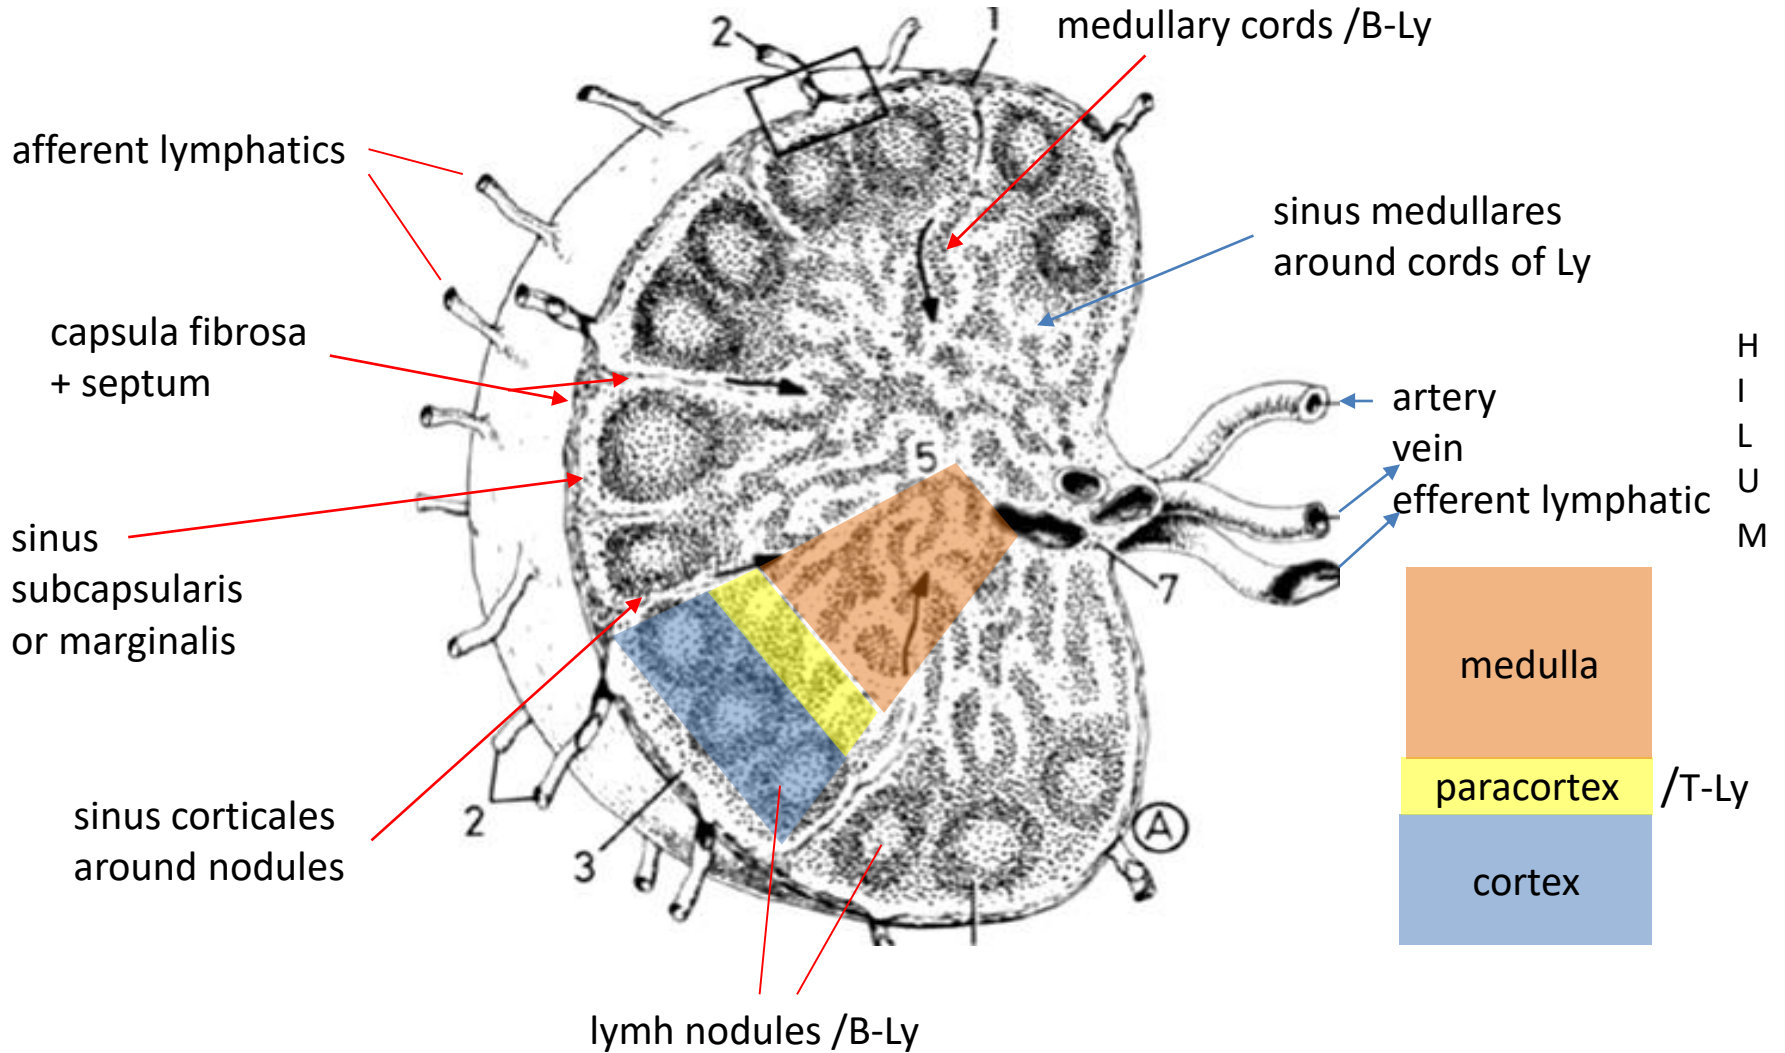 medullary cords /B-Ly
2
1
afferent lymphatics
sinus medullares
around cords of Ly
capsula fibrosa
+ septum
H
I
L
U
M
artery
vein
efferent lymphatic
5
sinus
subcapsularis
or marginalis
7
medulla
paracortex /T-Ly
cortex
sinus corticales
around nodules
2
3
A
lymh nodules /B-Ly